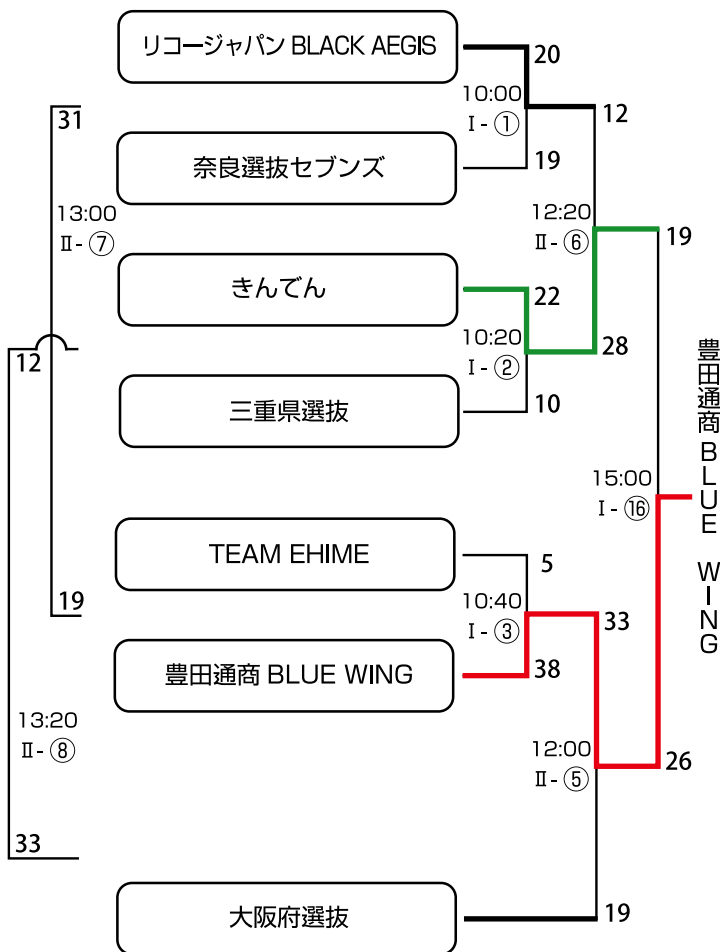 リコージャパン BLACK AEGIS
20
10:00
I - ①
12
31
奈良選抜セブンズ
19
13:00
II - ⑦
12:20
II - ⑥
19
きんでん
22
10:20
I - ②
28
12
三重県選抜
10
豊田通商 BLUE WING
15:00
I - ⑯
TEAM EHIME
5
19
10:40
I - ③
33
豊田通商 BLUE WING
38
13:20
II - ⑧
12:00
II - ⑤
26
33
大阪府選抜
19